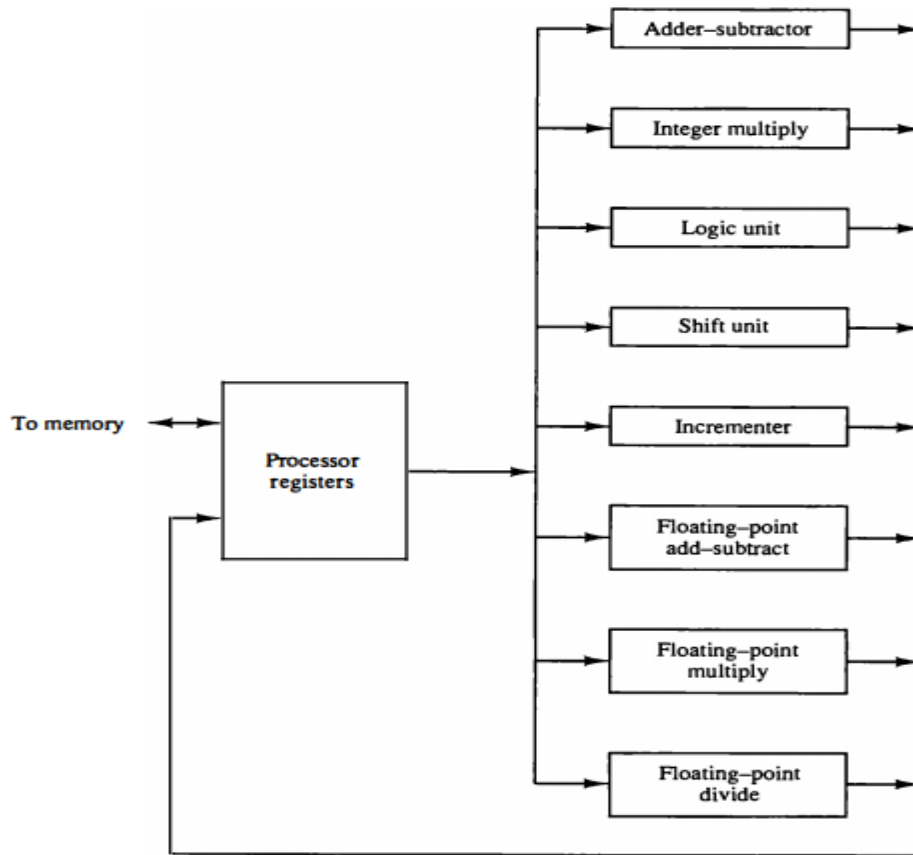 Adder–subtractor
Integer multiply
Logic unit
Shift unit
To memory
Incrementer
Processor
registers
Floating–point
add–subtract
Floating–point
multiply
Floating–point
divide